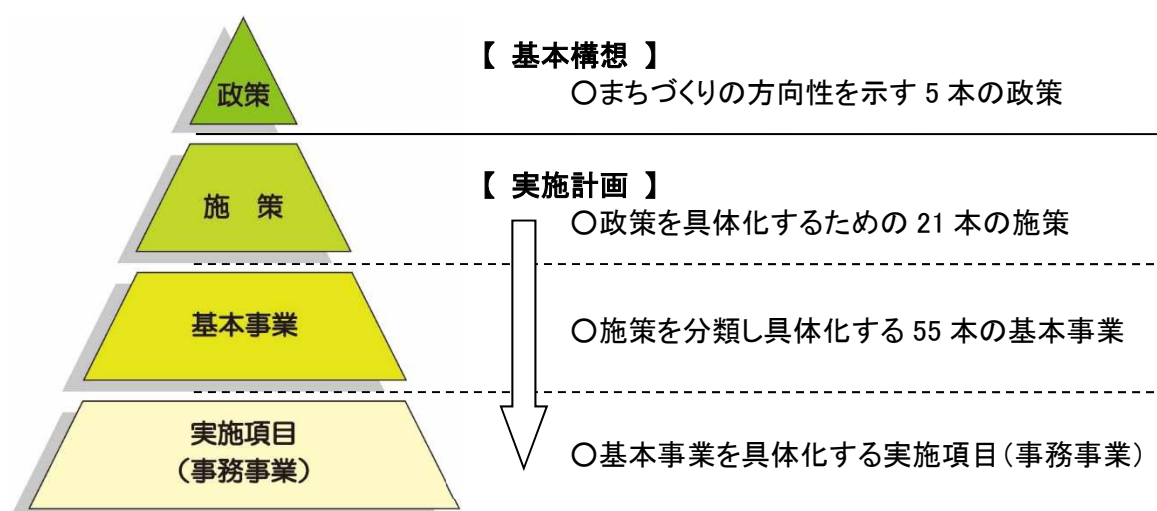 政策
【 基本構想 】
○まちづくりの方向性を示す 5 本の政策
施 策
【 実施計画 】
○政策を具体化するための 21 本の施策
基本事業
○施策を分類し具体化する 55 本の基本事業
実施項目
(事務事業)
○基本事業を具体化する実施項目(事務事業)